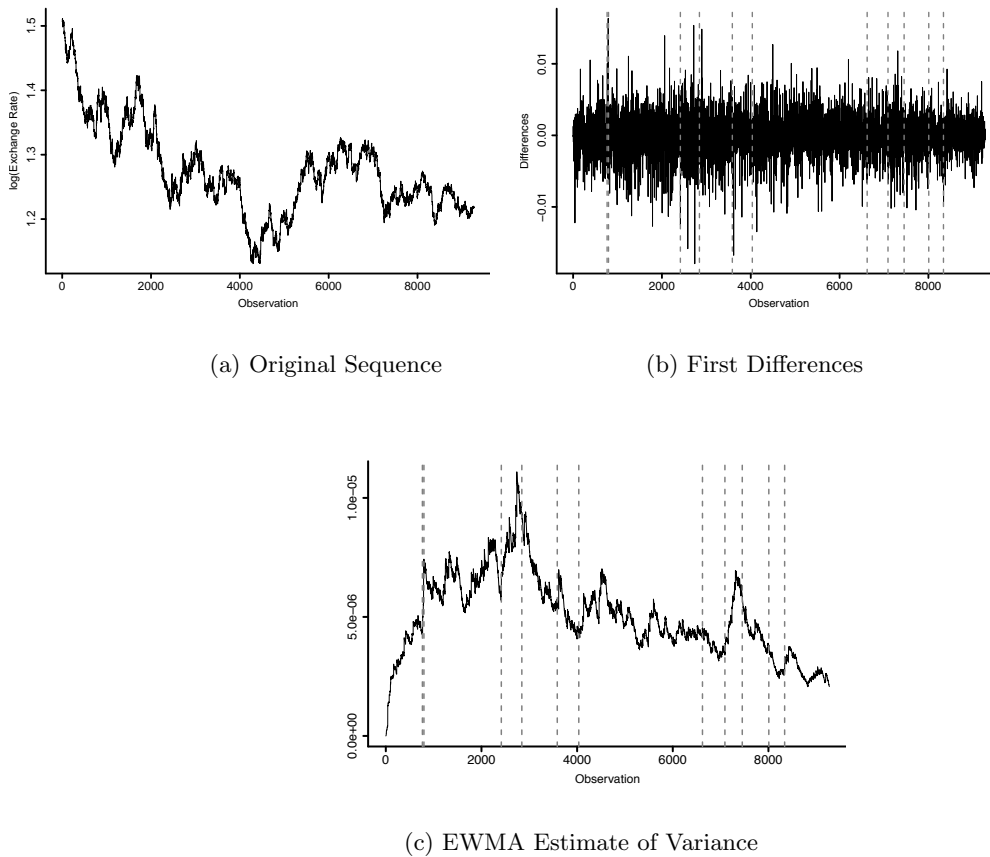 1.5
1.4
1.3
1.2
log(Exchange Rate)
0 2000 4000 6000 8000
Observation
(a) Original Sequence
0.01
0.00
−0.01
Differences
0 2000 4000 6000 8000
Observation
(b) First Differences
1.0e−05
5.0e−06
0.0e+00
0 2000 4000 6000 8000
Observation
(c) EWMA Estimate of Variance